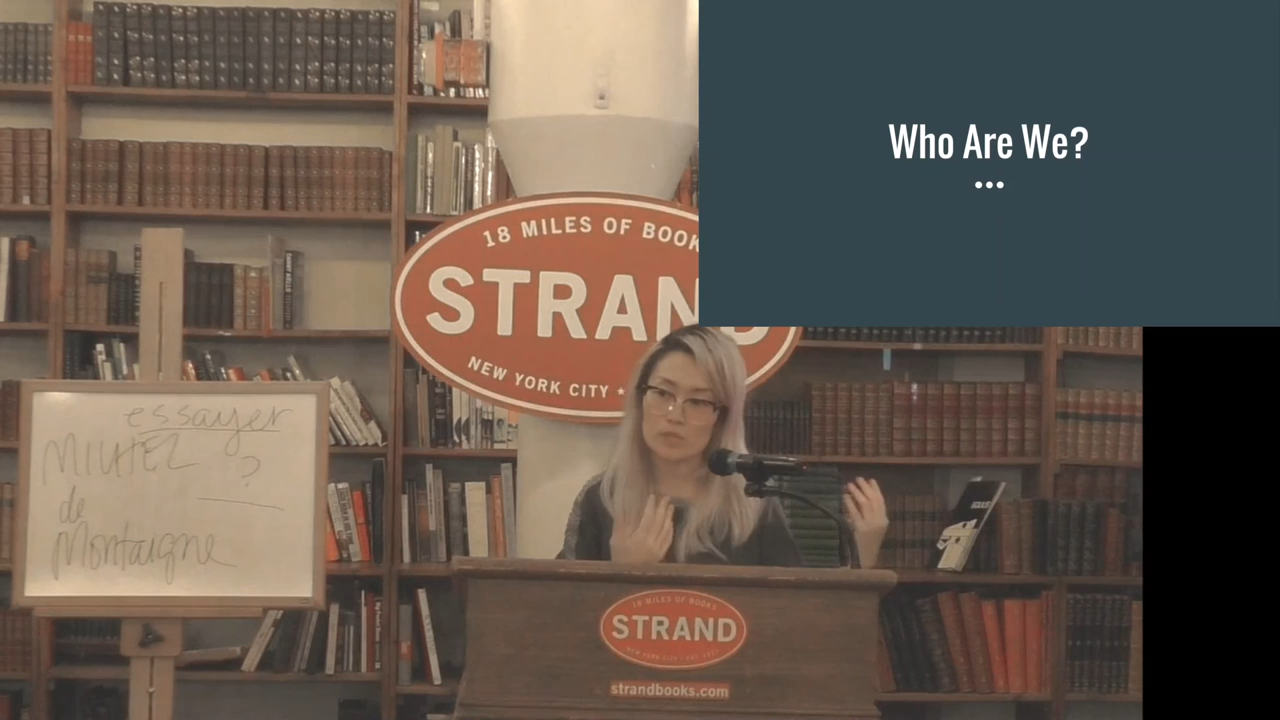 Who Are We?
18 MILES OF BOOK
STRAND
NEW YORK CITY ★
essayer
MICHEL
?
de
Montaigne
18 MILES OF BOOKS
STRAND
strandbooks.com